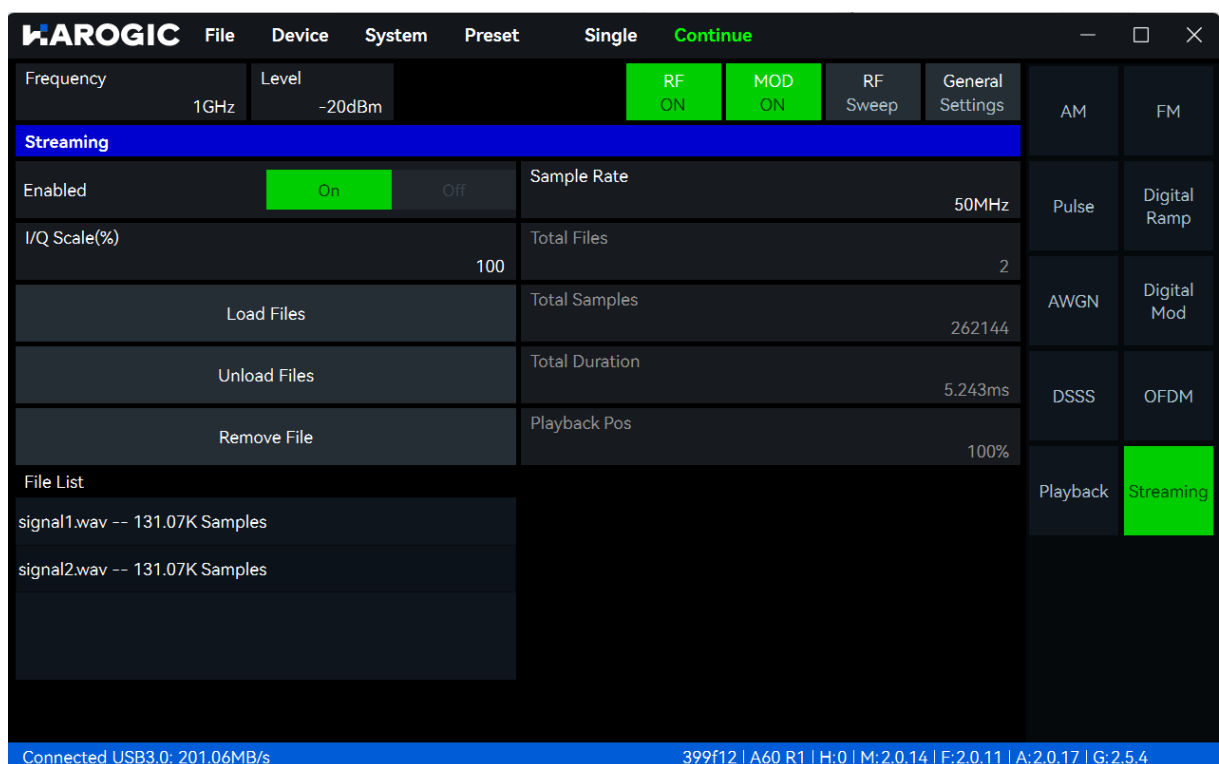 HAROGIC File Device System Preset Single Continue
Frequency
1GHz
Level
-20dBm
RF
ON
MOD
ON
RF
Sweep
General
Settings
AM
FM
Streaming
Enabled
On
Off
Sample Rate
50MHz
Pulse
Digital
Ramp
I/Q Scale(%)
100
Total Files
2
Load Files
Total Samples
262144
AWGN
Digital
Mod
Unload Files
Total Duration
5.243ms
DSSS
OFDM
Remove File
Playback Pos
100%
File List
Playback
Streaming
signal1.wav -- 131.07K Samples
signal2.wav -- 131.07K Samples
Connected USB3.0: 201.06MB/s
399f12 | A60 R1 | H:0 | M:2.0.14 | F:2.0.11 | A:2.0.17 | G:2.5.4